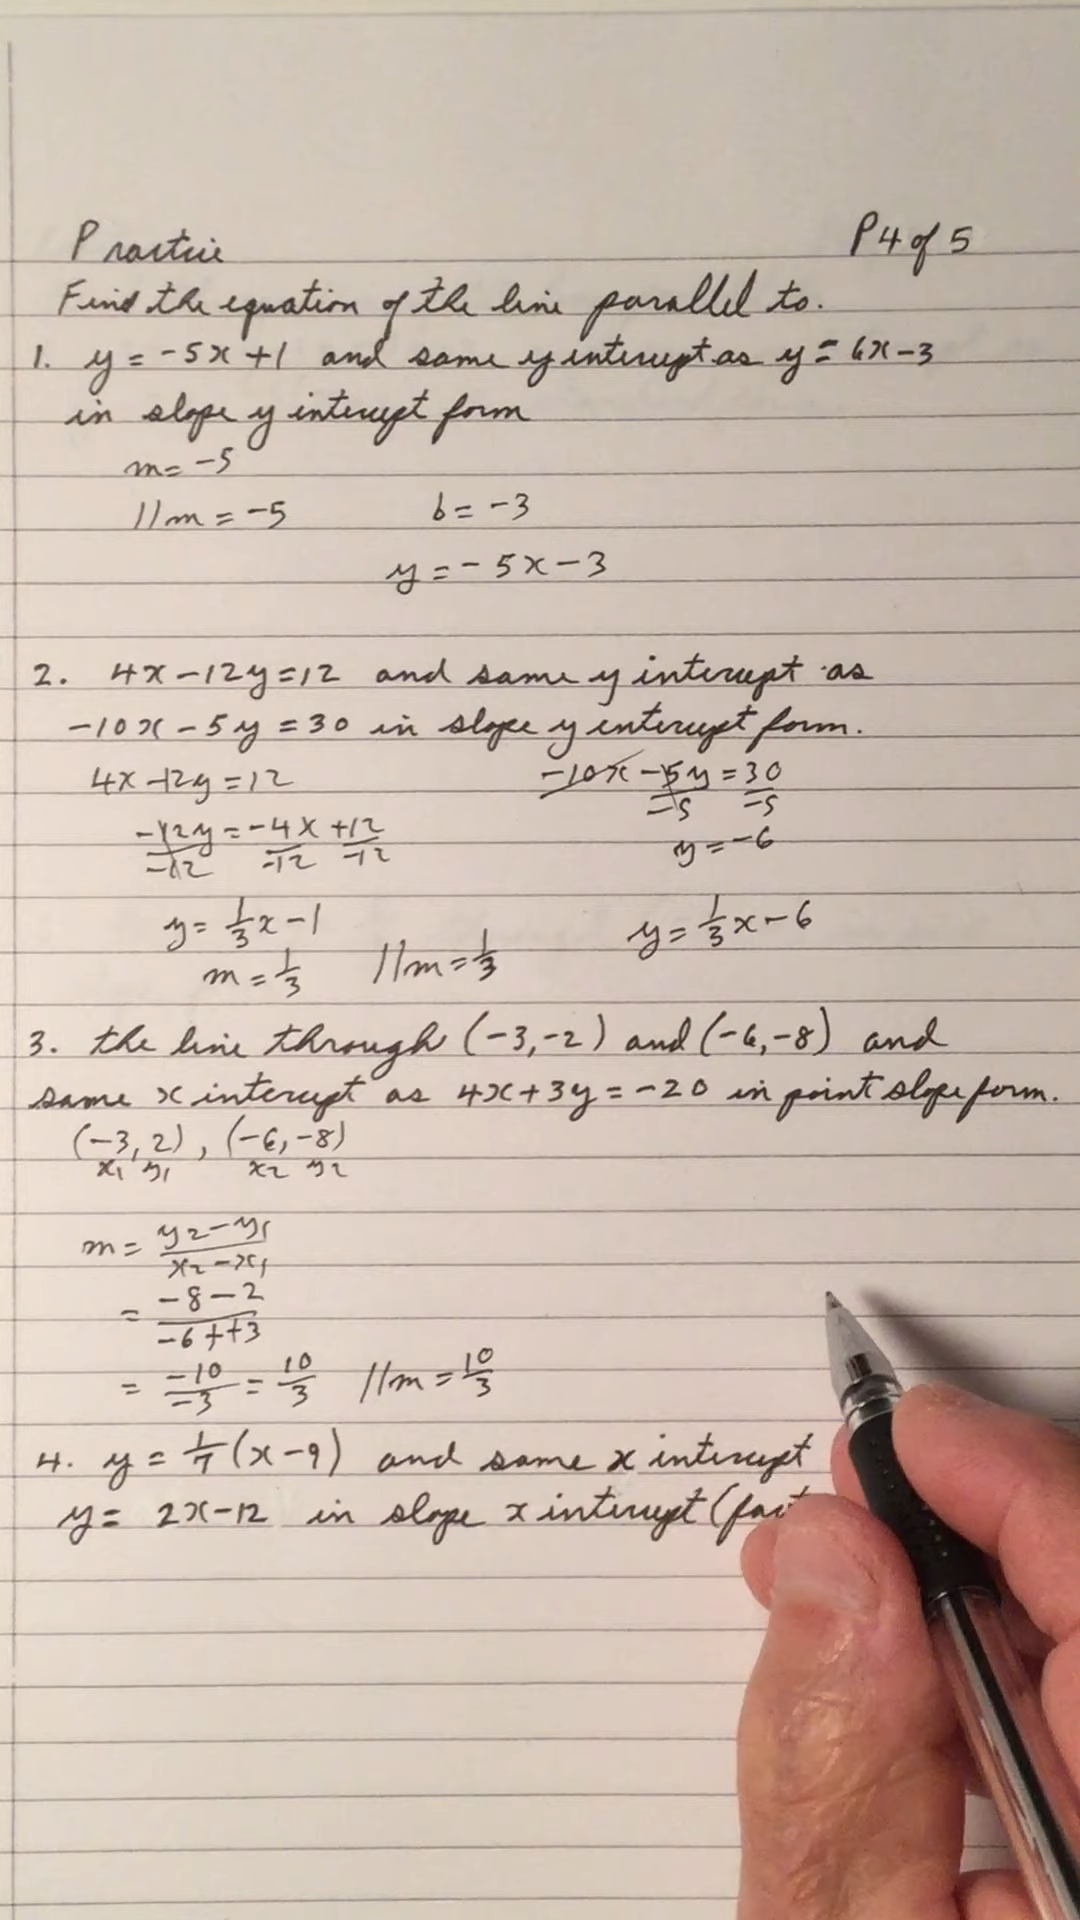 Practice P4 of 5
Find the equation of the line parallel to.
1. y = -5x + 1 and same y intercept as y = 6x - 3
in slope y intercept form
m = -5
//m = -5 b = -3
y = -5x - 3
2. 4x - 12y = 12 and same y intercept as
-10x - 5y = 30 in slope y intercept form.
4x - 12y = 12 -10x - 5y = 30
-5 -5
-12y = -4x + 12 y = -6
-12 -12 -12
y = 1/3 x - 1 y = 1/3 x - 6
m = 1/3 //m = 1/3
3. the line through (-3, -2) and (-6, -8) and
same x intercept as 4x + 3y = -20 in point slope form.
(-3, 2), (-6, -8)
x1 y1 x2 y2
m = y2 - y1
x2 - x1
= -8 - 2
-6 + +3
= -10/-3 = 10/3 //m = 10/3
4. y = 1/7 (x - 9) and same x intercept
y = 2x - 12 in slope x intercept (fact